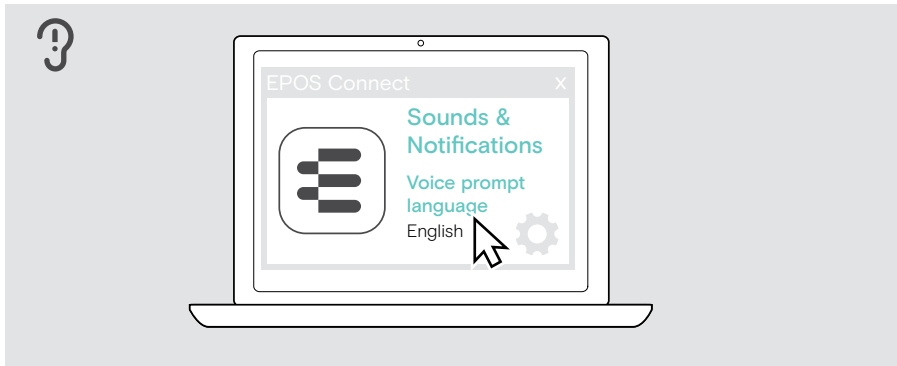 EPOS Connect X
Sounds &
Notifications
Voice prompt
language
English